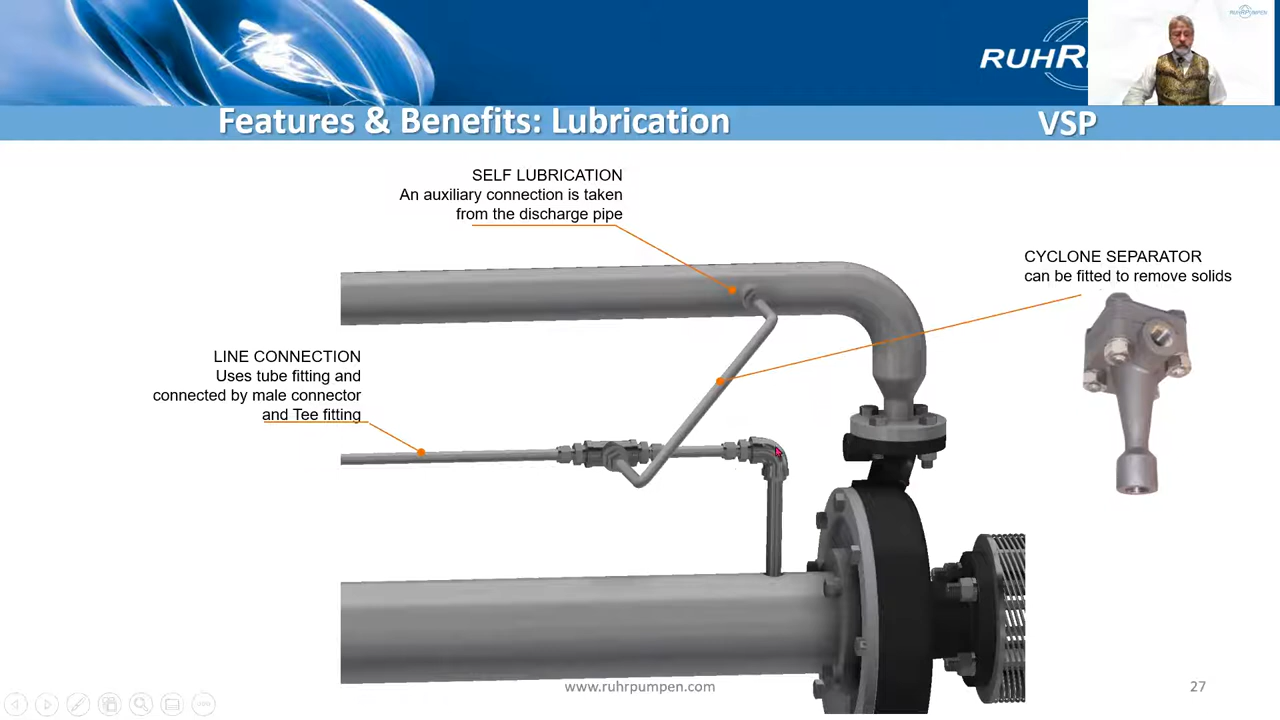 RUHR
RUHRPUMPEN
Features & Benefits: Lubrication
VSP
SELF LUBRICATION
An auxiliary connection is taken
from the discharge pipe
CYCLONE SEPARATOR
can be fitted to remove solids
LINE CONNECTION
Uses tube fitting and
connected by male connector
and Tee fitting
www.ruhrpumpen.com
27